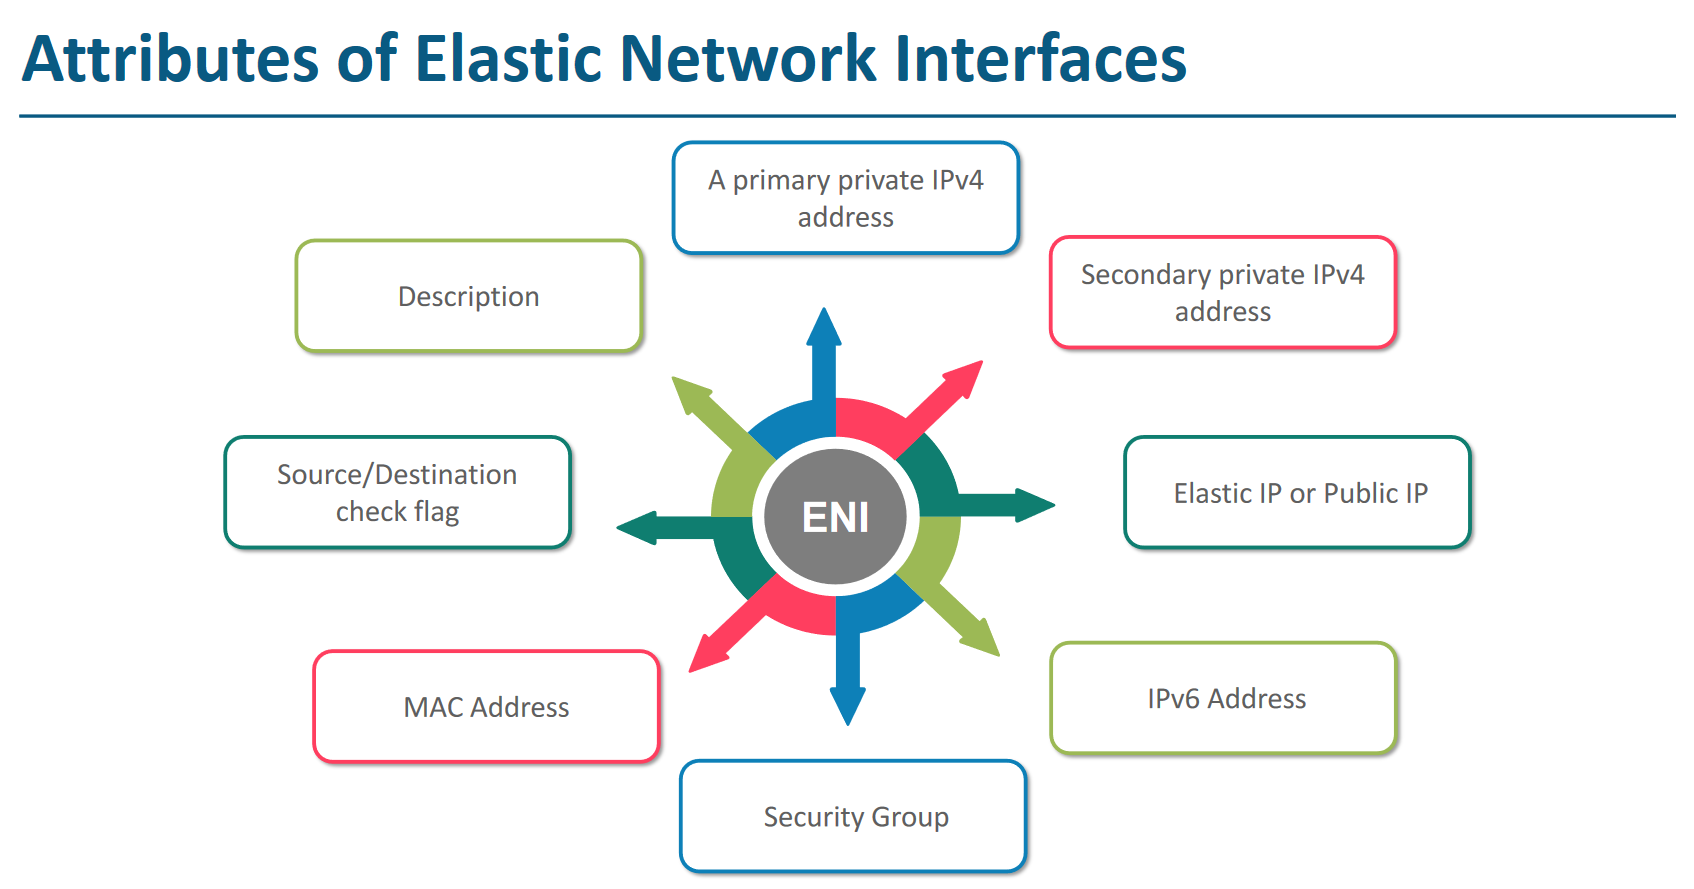 Attributes of Elastic Network Interfaces
A primary private IPv4
address
Secondary private IPv4
address
Description
Source/Destination
check flag
ENI
Elastic IP or Public IP
MAC Address
IPv6 Address
Security Group